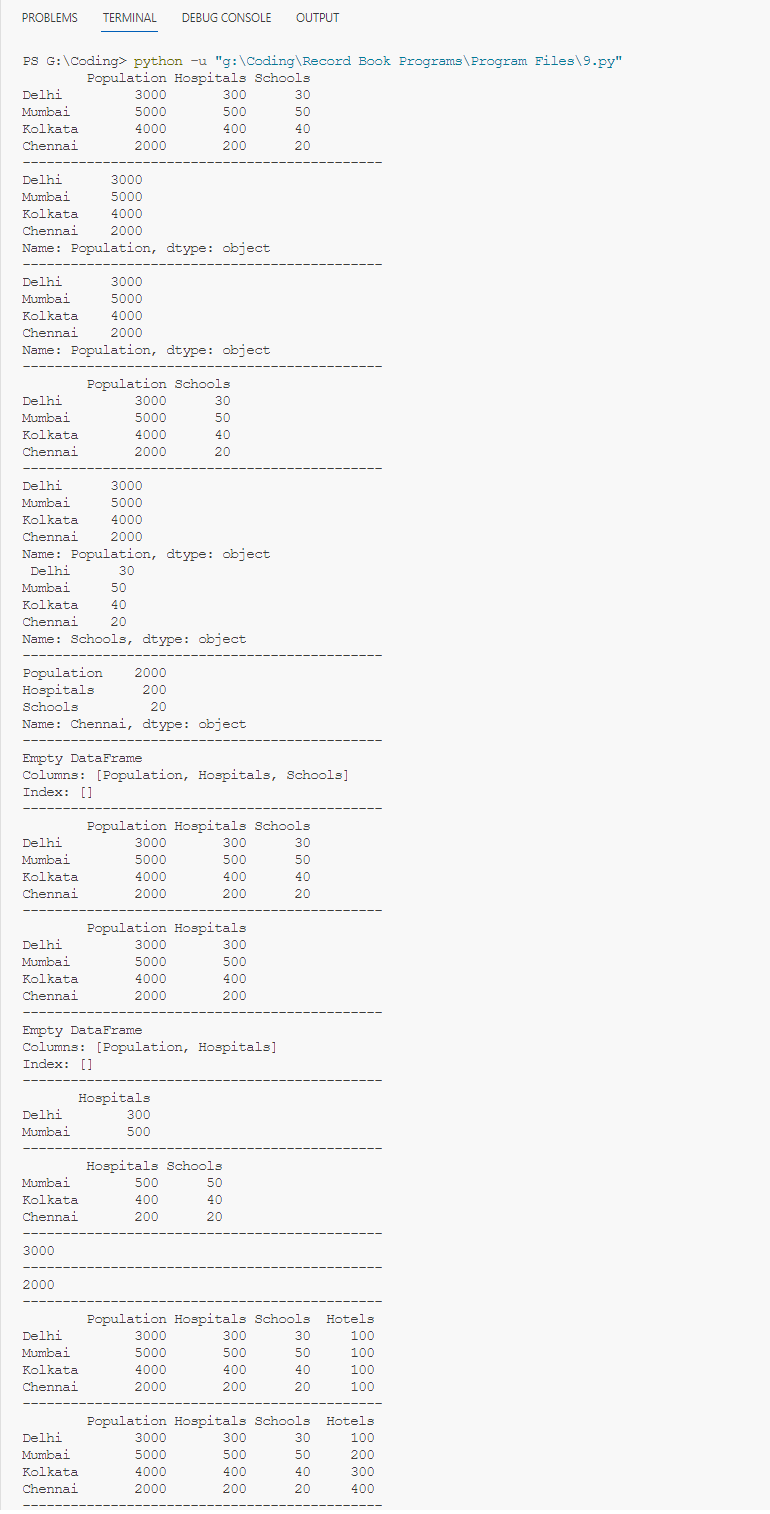 PROBLEMS TERMINAL DEBUG CONSOLE OUTPUT
PS G:\Coding> python -u "g:\Coding\Record Book Programs\Program Files\9.py"
        Population Hospitals Schools
Delhi         3000       300      30
Mumbai        5000       500      50
Kolkata       4000       400      40
Chennai       2000       200      20
---------------------------------------------
Delhi      3000
Mumbai     5000
Kolkata    4000
Chennai    2000
Name: Population, dtype: object
---------------------------------------------
Delhi      3000
Mumbai     5000
Kolkata    4000
Chennai    2000
Name: Population, dtype: object
---------------------------------------------
        Population Schools
Delhi         3000      30
Mumbai        5000      50
Kolkata       4000      40
Chennai       2000      20
---------------------------------------------
Delhi      3000
Mumbai     5000
Kolkata    4000
Chennai    2000
Name: Population, dtype: object
 Delhi      30
Mumbai     50
Kolkata    40
Chennai    20
Name: Schools, dtype: object
---------------------------------------------
Population    2000
Hospitals      200
Schools         20
Name: Chennai, dtype: object
---------------------------------------------
Empty DataFrame
Columns: [Population, Hospitals, Schools]
Index: []
---------------------------------------------
        Population Hospitals Schools
Delhi         3000       300      30
Mumbai        5000       500      50
Kolkata       4000       400      40
Chennai       2000       200      20
---------------------------------------------
        Population Hospitals
Delhi         3000       300
Mumbai        5000       500
Kolkata       4000       400
Chennai       2000       200
---------------------------------------------
Empty DataFrame
Columns: [Population, Hospitals]
Index: []
---------------------------------------------
       Hospitals
Delhi        300
Mumbai       500
---------------------------------------------
        Hospitals Schools
Mumbai        500      50
Kolkata       400      40
Chennai       200      20
---------------------------------------------
3000
---------------------------------------------
2000
---------------------------------------------
        Population Hospitals Schools  Hotels
Delhi         3000       300      30     100
Mumbai        5000       500      50     100
Kolkata       4000       400      40     100
Chennai       2000       200      20     100
---------------------------------------------
        Population Hospitals Schools  Hotels
Delhi         3000       300      30     100
Mumbai        5000       500      50     200
Kolkata       4000       400      40     300
Chennai       2000       200      20     400
---------------------------------------------